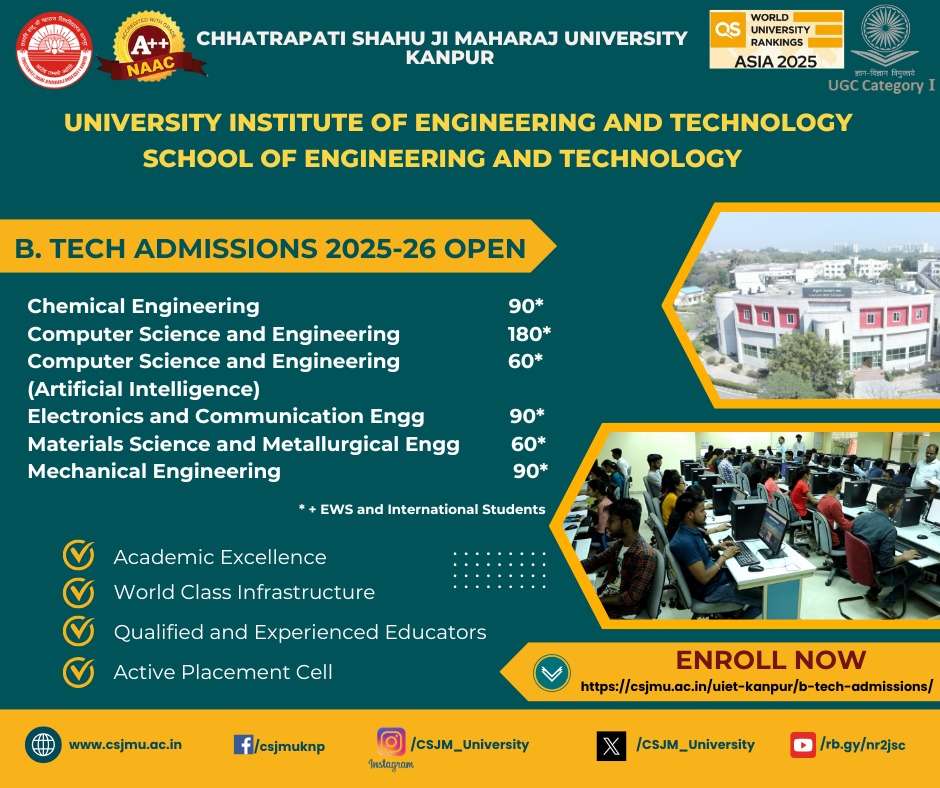 ACCREDITED WITH GRADE
A++
NAAC
CHHATRAPATI SHAHU JI MAHARAJ UNIVERSITY
KANPUR
QS
WORLD
UNIVERSITY
RANKINGS
ASIA 2025
ज्ञान-विज्ञान विमुक्तये
UGC Category I
UNIVERSITY INSTITUTE OF ENGINEERING AND TECHNOLOGY
SCHOOL OF ENGINEERING AND TECHNOLOGY
B. TECH ADMISSIONS 2025-26 OPEN
Chemical Engineering 90*
Computer Science and Engineering 180*
Computer Science and Engineering 60*
(Artificial Intelligence)
Electronics and Communication Engg 90*
Materials Science and Metallurgical Engg 60*
Mechanical Engineering 90*
* + EWS and International Students
Academic Excellence
World Class Infrastructure
Qualified and Experienced Educators
Active Placement Cell
ENROLL NOW
https://csjmu.ac.in/uiet-kanpur/b-tech-admissions/
www.csjmu.ac.in
/csjmuknp
/CSJM_University
Instagram
/CSJM_University
/rb.gy/nr2jsc